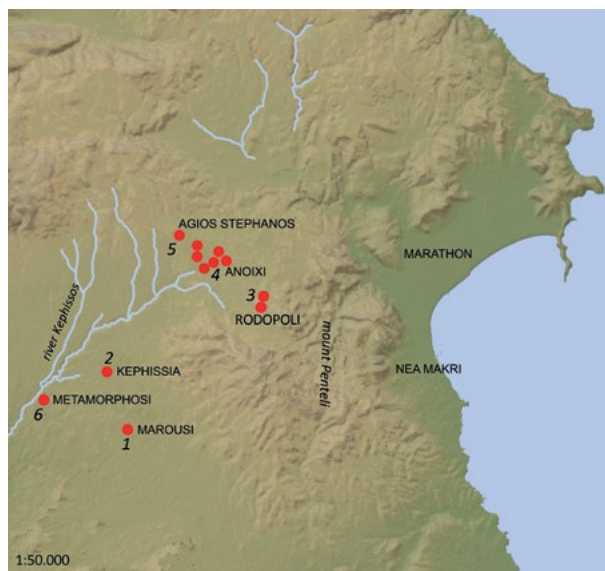 AGIOS STEPHANOS
5
MARATHON
4
ANOIXI
3
RODOPOLI
river Kephissos
mount Penteli
2
KEPHISSIA
NEA MAKRI
METAMORPHOSI
6
MAROUSI
1
1:50.000